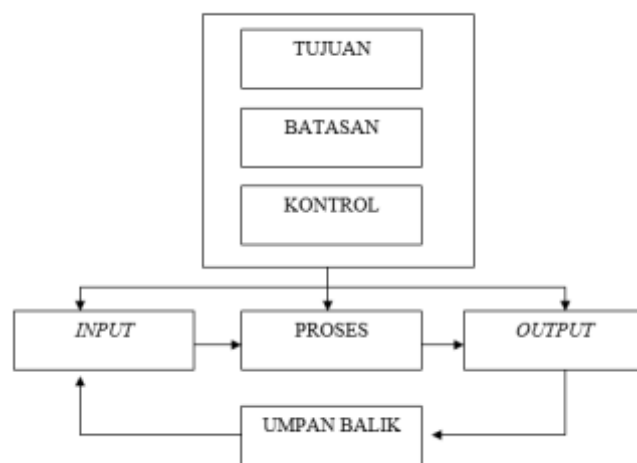 TUJUAN
BATASAN
KONTROL
INPUT
PROSES
OUTPUT
UMPAN BALIK